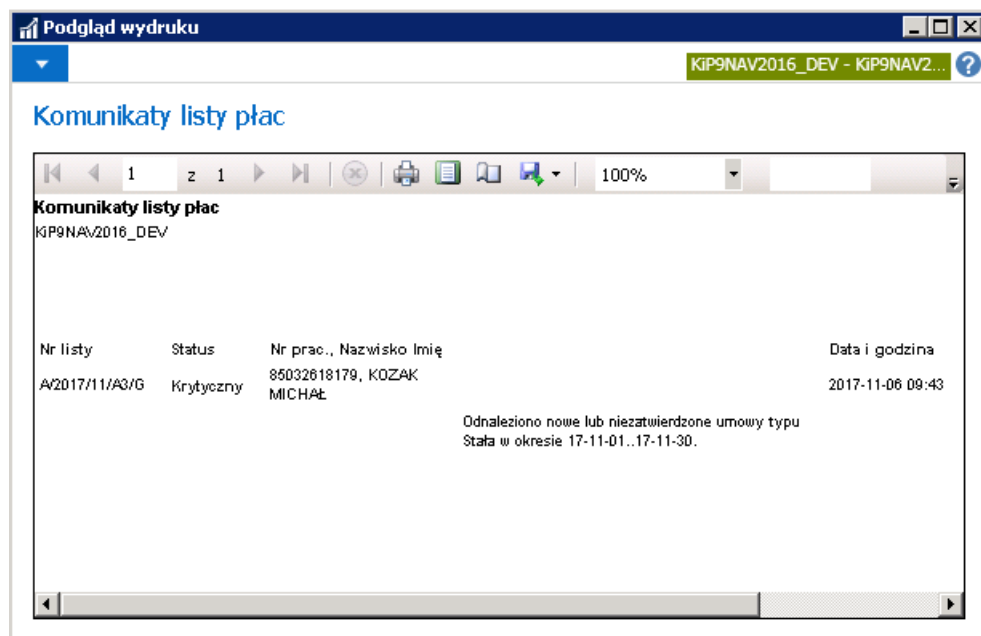 Podgląd wydruku
KiP9NAV2016_DEV - KiP9NAV2...
Komunikaty listy płac
1 z 1 100%
Komunikaty listy płac
KiP9NAV2016_DEV
Nr listy Status Nr prac., Nazwisko Imię Data i godzina
A/2017/11/A3/G Krytyczny 85032618179, KOZAK 2017-11-06 09:43
MICHAŁ
Odnaleziono nowe lub niezatwierdzone umowy typu
Stała w okresie 17-11-01..17-11-30.